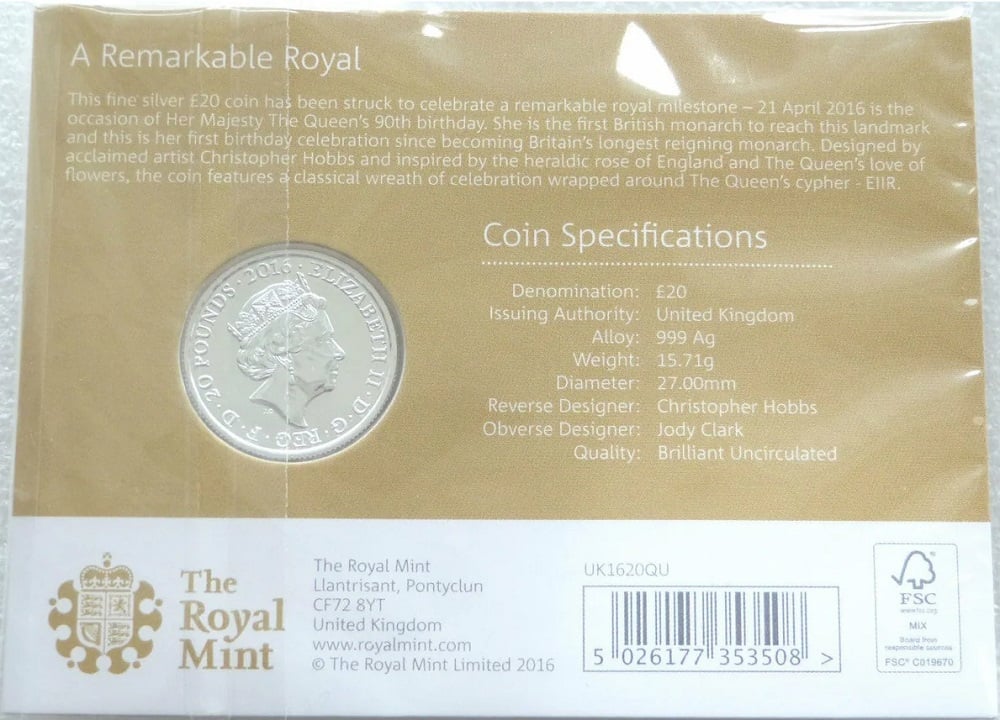 A Remarkable Royal
This fine silver £20 coin has been struck to celebrate a remarkable royal milestone – 21 April 2016 is the
occasion of Her Majesty The Queen's 90th birthday. She is the first British monarch to reach this landmark
and this is her first birthday celebration since becoming Britain's longest reigning monarch. Designed by
acclaimed artist Christopher Hobbs and inspired by the heraldic rose of England and The Queen's love of
flowers, the coin features a classical wreath of celebration wrapped around The Queen's cypher - EIIR.
ELIZABETH II · D · G · REG · F · D · 20 POUNDS · 2016 ·
J.C
Coin Specifications
Denomination: £20
Issuing Authority: United Kingdom
Alloy: 999 Ag
Weight: 15.71g
Diameter: 27.00mm
Reverse Designer: Christopher Hobbs
Obverse Designer: Jody Clark
Quality: Brilliant Uncirculated
The
Royal
Mint
The Royal Mint
Llantrisant, Pontyclun
CF72 8YT
United Kingdom
www.royalmint.com
© The Royal Mint Limited 2016
UK1620QU
5 026177 353508 >
FSC
www.fsc.org
MIX
Board from
responsible sources
FSC® C019670